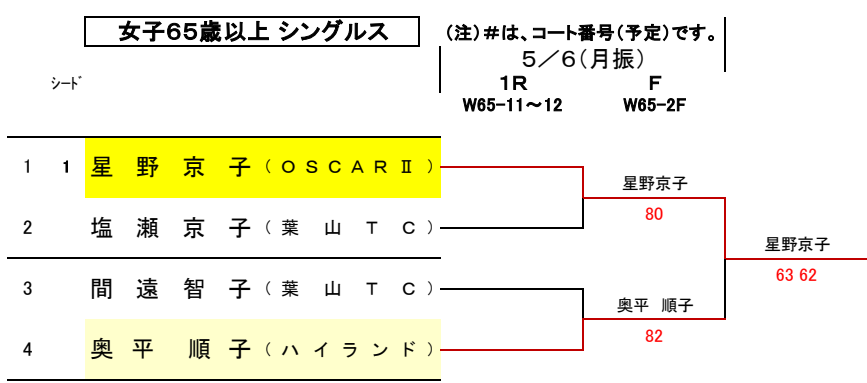 女子65歳以上 シングルス
(注)#は、コート番号(予定)です。
5/6(月振)
シード
1R
F
W65-11~12
W65-2F
1 1 星野京子(OSCARⅡ)
星野京子
80
2 塩瀬京子(葉山TC)
星野京子
63 62
3 間遠智子(葉山TC)
奥平 順子
82
4 奥平 順子(ハイランド)